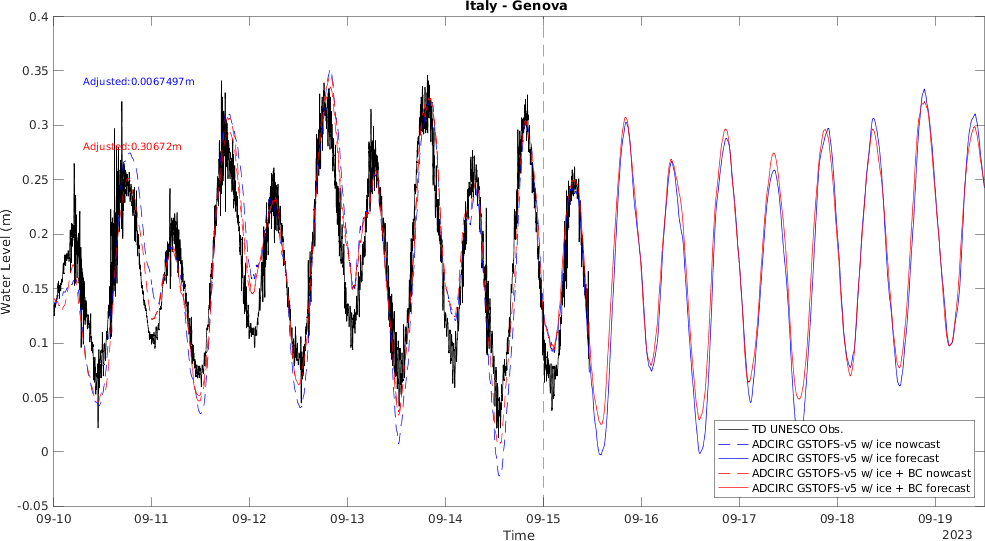 Italy - Genova
0.4
0.35
0.3
0.25
0.2
0.15
0.1
0.05
0
-0.05
Water Level (m)
Adjusted:0.0067497m
Adjusted:0.30672m
TD UNESCO Obs.
ADCIRC GSTOFS-v5 w/ ice nowcast
ADCIRC GSTOFS-v5 w/ ice forecast
ADCIRC GSTOFS-v5 w/ ice + BC nowcast
ADCIRC GSTOFS-v5 w/ ice + BC forecast
09-10 09-11 09-12 09-13 09-14 09-15 09-16 09-17 09-18 09-19
Time
2023